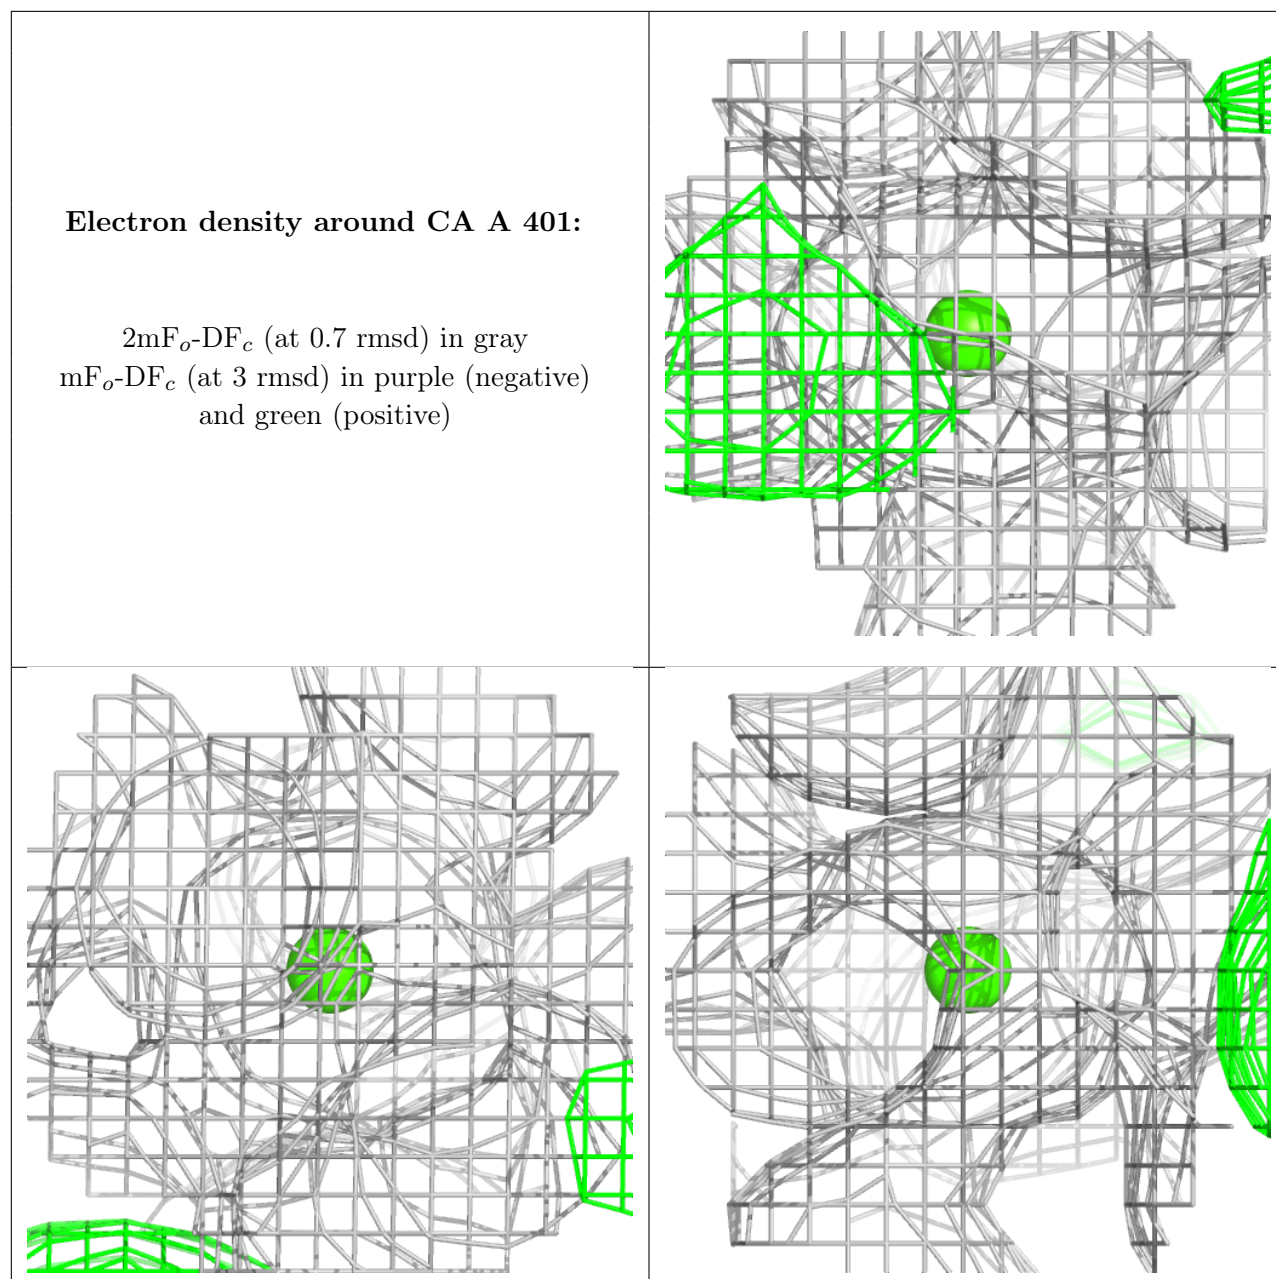 Electron density around CA A 401:
2mFo-DFc (at 0.7 rmsd) in gray
mFo-DFc (at 3 rmsd) in purple (negative)
and green (positive)